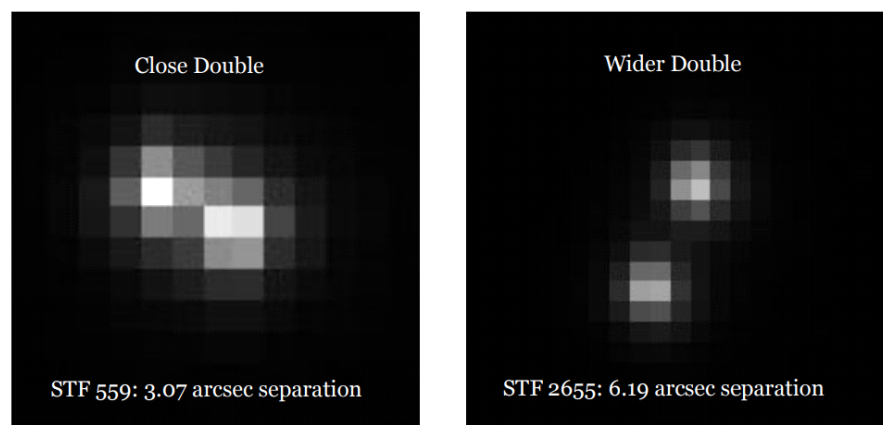 Close Double
STF 559: 3.07 arcsec separation
Wider Double
STF 2655: 6.19 arcsec separation